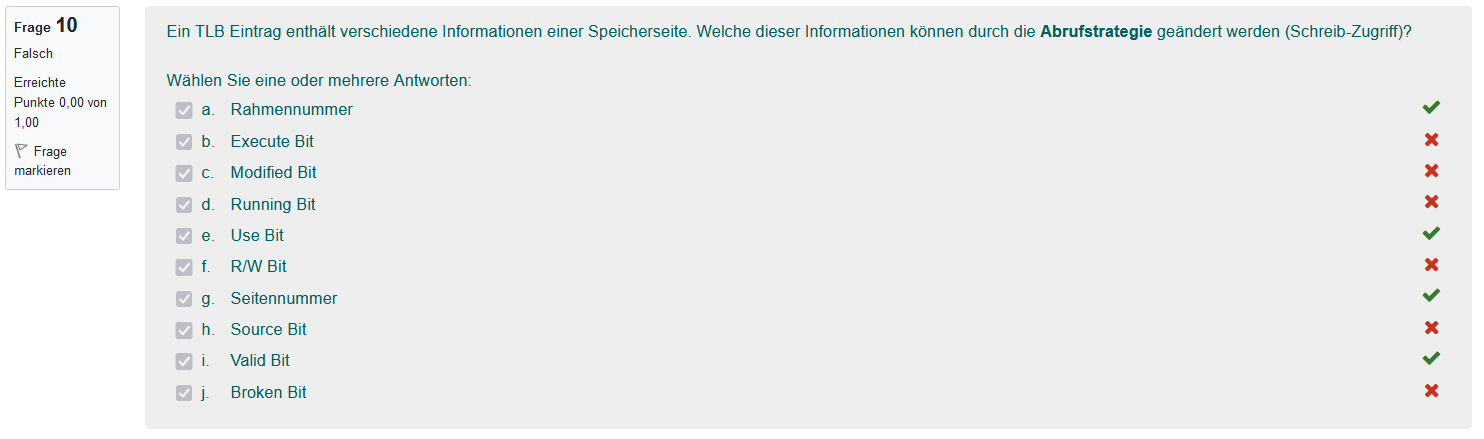 Frage 10
Falsch
Erreichte
Punkte 0,00 von
1,00
Frage
markieren
Ein TLB Eintrag enthält verschiedene Informationen einer Speicherseite. Welche dieser Informationen können durch die Abrufstrategie geändert werden (Schreib-Zugriff)?
Wählen Sie eine oder mehrere Antworten:
a. Rahmennummer
b. Execute Bit
c. Modified Bit
d. Running Bit
e. Use Bit
f. R/W Bit
g. Seitennummer
h. Source Bit
i. Valid Bit
j. Broken Bit